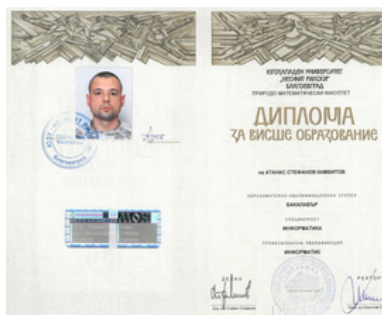 ЮГОЗАПАДЕН УНИВЕРСИТЕТ
"НЕОФИТ РИЛСКИ"
БЛАГОЕВГРАД
ПРИРОДО-МАТЕМАТИЧЕСКИ ФАКУЛТЕТ
ДИПЛОМА
ЗА ВИСШЕ ОБРАЗОВАНИЕ
на АТАНАС СТЕФАНОВ
ОБРАЗОВАТЕЛНО-КВАЛИФИКАЦИОННА СТЕПЕН
БАКАЛАВЪР
СПЕЦИАЛНОСТ
ИНФОРМАТИКА
ПРОФЕСИОНАЛНА КВАЛИФИКАЦИЯ
ИНФОРМАТИК
ДЕКАН
РЕКТОР